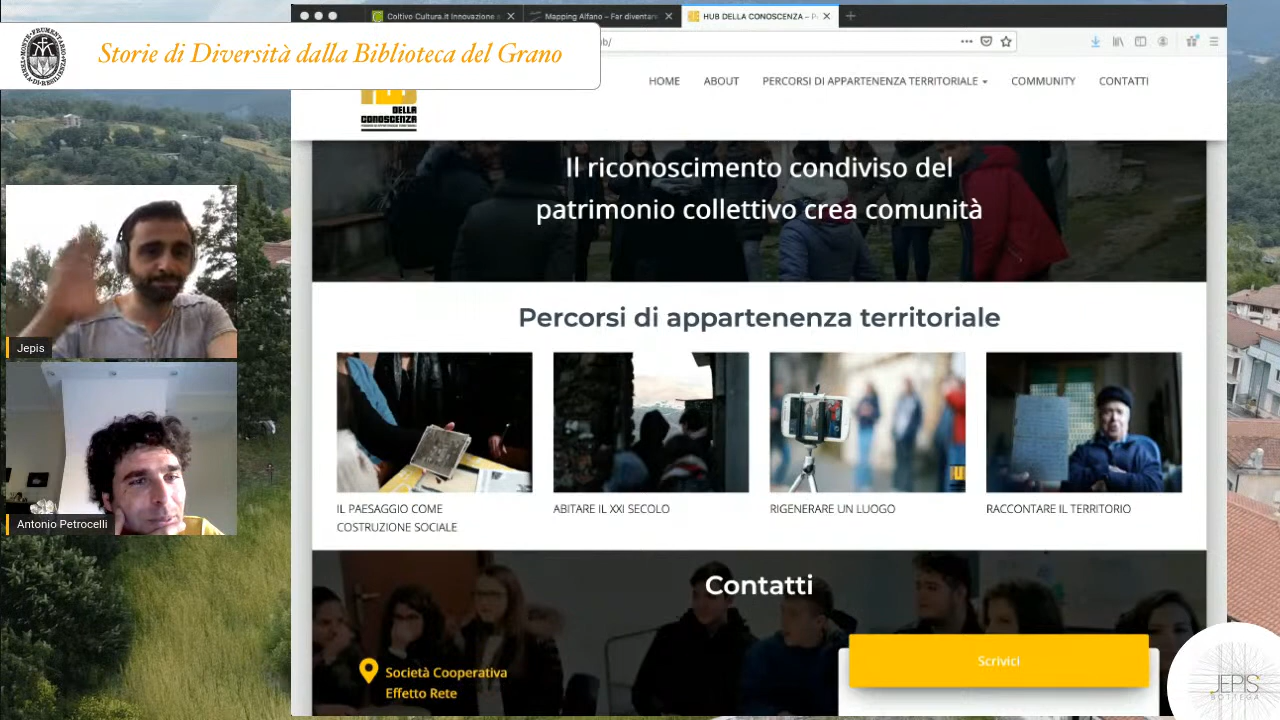 Storie di Diversità dalla Biblioteca del Grano
Coltivo Cultura.it Innovazione
Mapping Alfano – Far diventar
HUB DELLA CONOSCENZA – P
HOME
ABOUT
PERCORSI DI APPARTENENZA TERRITORIALE
COMMUNITY
CONTATTI
DELLA
CONOSCENZA
Il riconoscimento condiviso del
patrimonio collettivo crea comunità
Percorsi di appartenenza territoriale
IL PAESAGGIO COME
COSTRUZIONE SOCIALE
ABITARE IL XXI SECOLO
RIGENERARE UN LUOGO
RACCONTARE IL TERRITORIO
Contatti
Società Cooperativa
Effetto Rete
Scrivici
Jepis
Antonio Petrocelli
JEPIS
BOTTEGA